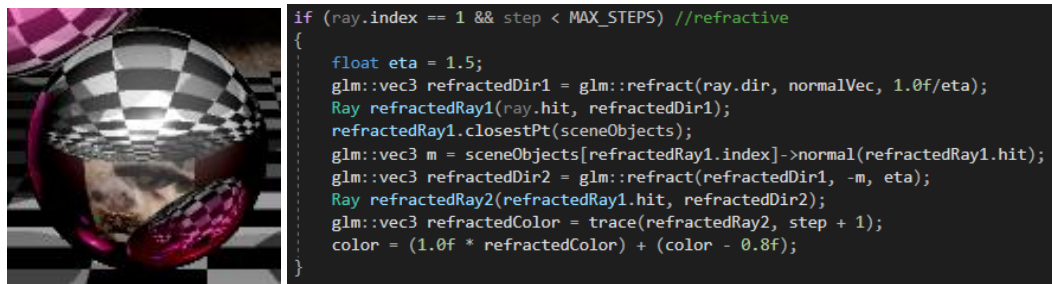 if (ray.index == 1 && step < MAX_STEPS) //refractive
{
float eta = 1.5;
glm::vec3 refractedDir1 = glm::refract(ray.dir, normalVec, 1.0f/eta);
Ray refractedRay1(ray.hit, refractedDir1);
refractedRay1.closestPt(sceneObjects);
glm::vec3 m = sceneObjects[refractedRay1.index]->normal(refractedRay1.hit);
glm::vec3 refractedDir2 = glm::refract(refractedDir1, -m, eta);
Ray refractedRay2(refractedRay1.hit, refractedDir2);
glm::vec3 refractedColor = trace(refractedRay2, step + 1);
color = (1.0f * refractedColor) + (color - 0.8f);
}